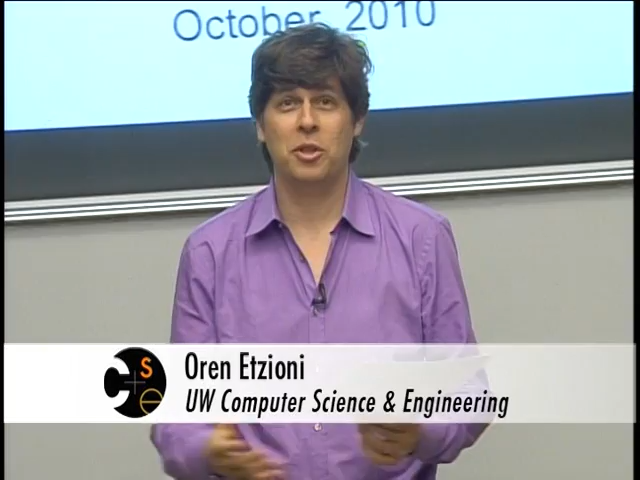 October, 2010
C+
s
e
Oren Etzioni
UW Computer Science & Engineering